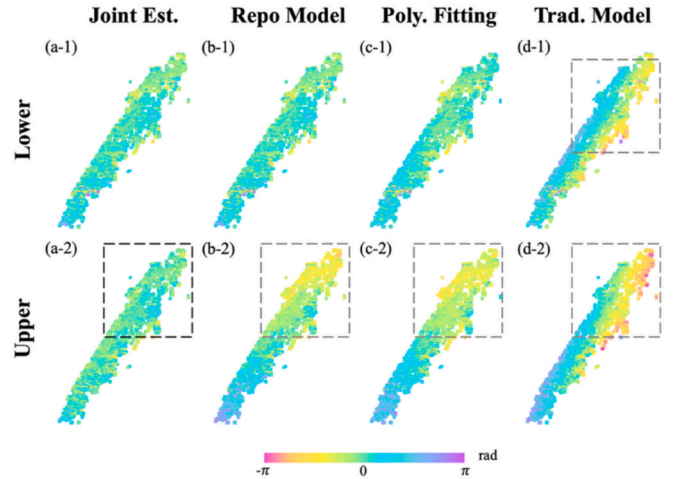 Joint Est. Repo Model Poly. Fitting Trad. Model
(a-1) (b-1) (c-1) (d-1)
Lower
(a-2) (b-2) (c-2) (d-2)
Upper
rad
-π 0 π